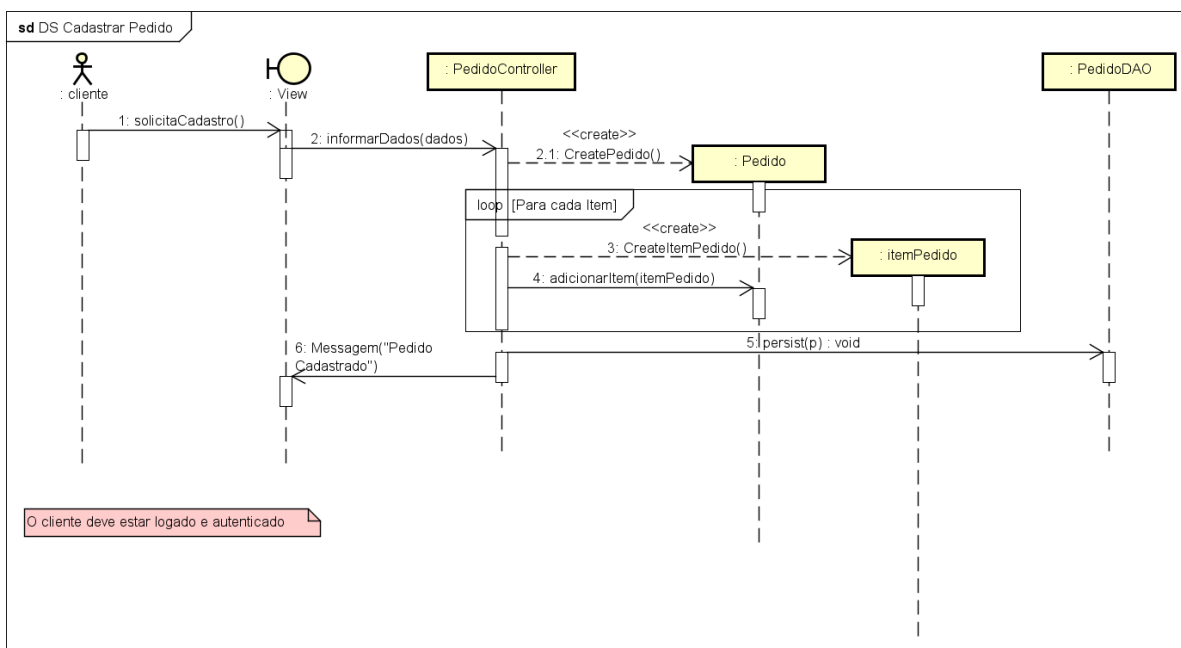 sd DS Cadastrar Pedido
: cliente
: View
: PedidoController
: PedidoDAO
1: solicitaCadastro()
2: informarDados(dados)
<<create>>
2.1: CreatePedido()
: Pedido
loop [Para cada Item]
<<create>>
3: CreateItemPedido()
: itemPedido
4: adicionarItem(itemPedido)
5: persist(p) : void
6: Messagem("Pedido
Cadastrado")
O cliente deve estar logado e autenticado